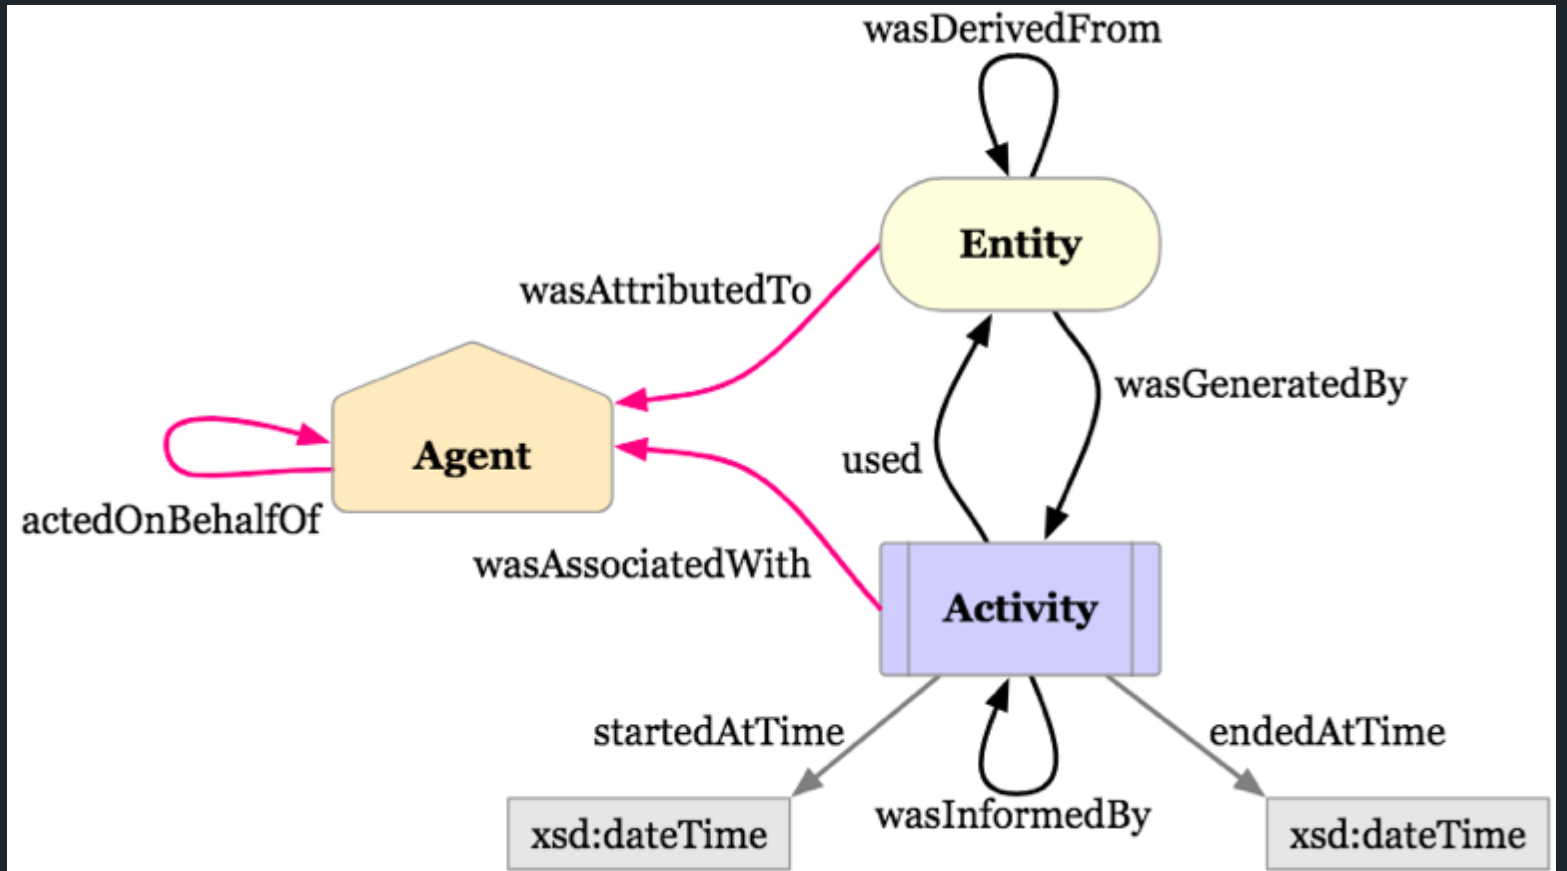 wasDerivedFrom
Entity
wasAttributedTo
wasGeneratedBy
Agent
used
actedOnBehalfOf
wasAssociatedWith
Activity
startedAtTime
endedAtTime
wasInformedBy
xsd:dateTime
xsd:dateTime